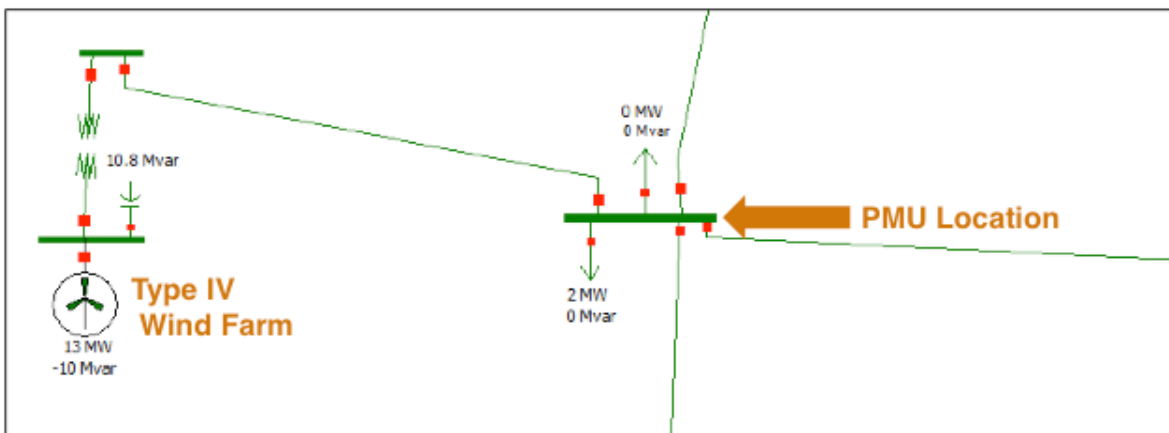 0 MW
0 Mvar
10.8 Mvar
PMU Location
Type IV
Wind Farm
2 MW
0 Mvar
13 MW
-10 Mvar